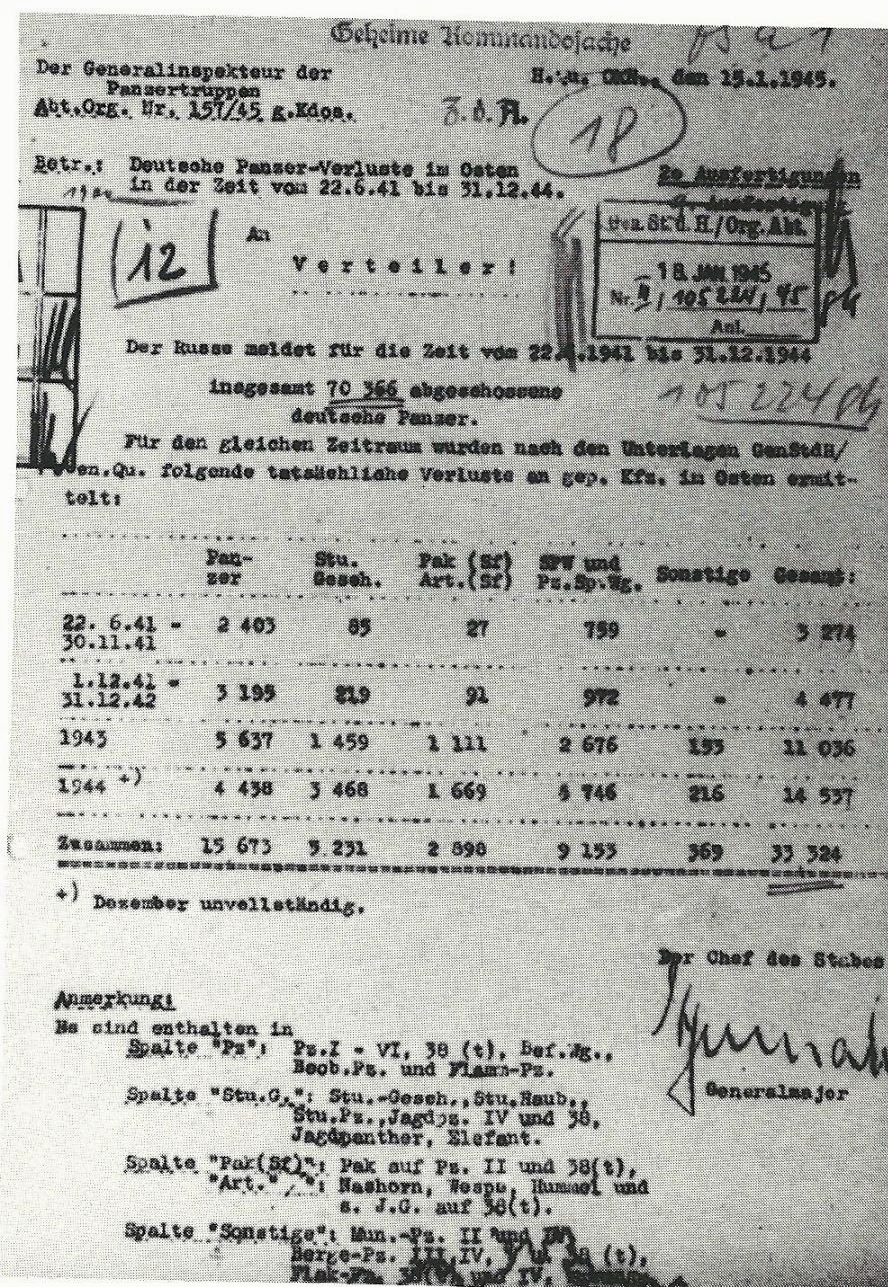 Geheime Kommandosache
Der Generalinspekteur der
Panzertruppen
Abt.Org. Nr. 157/45 g.Kdos.
H.Qu. OKH., den 15.1.1945.
Z.d.A.
18
Betr.: Deutsche Panzer-Verluste im Osten
in der Zeit vom 22.6.41 bis 31.12.44.
Ausfertigungen
Ausfertigung
Gen.St.d.H./Org.Abt.
18. JAN. 1945
Nr. 105 224 / 45
Anl.
12
An
Verteiler:
Der Russe meldet für die Zeit vom 22.6.1941 bis 31.12.1944
insgesamt 70 366 abgeschossene
deutsche Panzer.
105 224
Für den gleichen Zeitraum wurden nach den Unterlagen GenStdH/
Gen.Qu. folgende tatsächliche Verluste an gep. Kfz. im Osten ermit-
telt:
Pan- Stu. Pak (Sf) SPW und Sonstige Gesamt:
zer Gesch. Art.(Sf) Pz.Sp.Wg.
22. 6.41 - 2 403 85 27 759 - 3 274
30.11.41
1.12.41 - 3 195 219 91 972 - 4 477
31.12.42
1943 5 637 1 459 1 111 2 676 153 11 036
1944 +) 4 438 3 468 1 669 4 746 216 14 537
Zusammen: 15 673 5.231 2 898 9 153 369 33 324
+) Dezember unvollständig.
Der Chef des Stabes
Generalmajor
Anmerkung:
Es sind enthalten in
Spalte "Pz": Pz.I - VI, 38 (t), Bef.Wg.,
Beob.Pz. und Flamm-Pz.
Spalte "Stu.G.": Stu.-Gesch.,Stu.Haub.,
Stu.Pz.,Jagdpz. IV und 38,
Jagdpanther, Elefant.
Spalte "Pak(Sf)": Pak auf Pz. II und 38(t),
"Art." ": Nashorn, Wespe, Hummel und
s. J.G. auf 38(t).
Spalte "Sonstige": Mun.-Pz. II und IV
Berge-Pz. III,IV, V 38 (t),
Flak-Pz. 38(t) und IV,